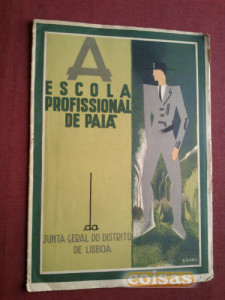 A
ESCOLA
PROFISSIONAL
DE PAIÃ
da
JUNTA GERAL DO DISTRITO
DE LISBOA
coisas